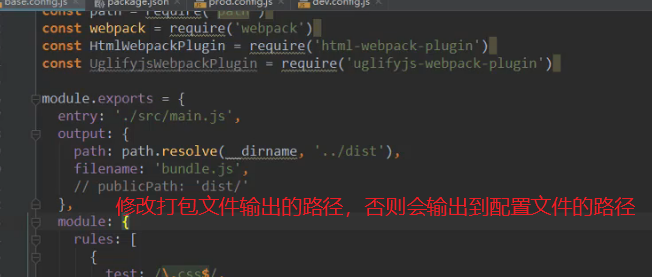 base.config.js package.json prod.config.js dev.config.js
const path = require('path')
const webpack = require('webpack')
const HtmlWebpackPlugin = require('html-webpack-plugin')
const UglifyjsWebpackPlugin = require('uglifyjs-webpack-plugin')
module.exports = {
entry: './src/main.js',
output: {
path: path.resolve(__dirname, '../dist'),
filename: 'bundle.js',
// publicPath: 'dist/'
},
修改打包文件输出的路径，否则会输出到配置文件的路径
module: {
rules: [
{
test: /\.css$/,